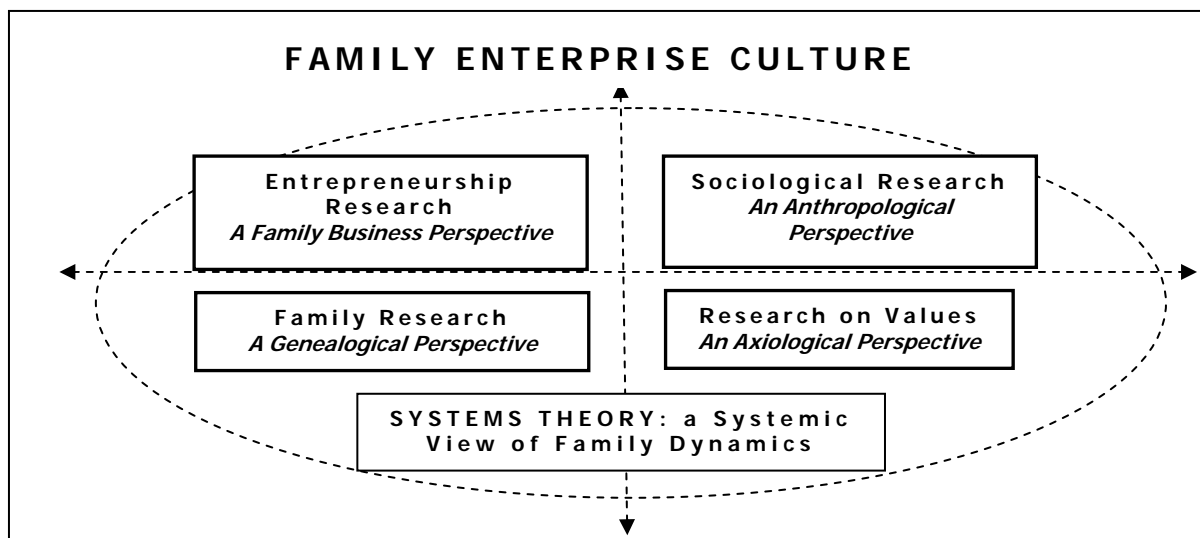 FAMILY ENTERPRISE CULTURE
Entrepreneurship
Research
A Family Business Perspective
Sociological Research
An Anthropological
Perspective
Family Research
A Genealogical Perspective
Research on Values
An Axiological Perspective
SYSTEMS THEORY: a Systemic
View of Family Dynamics